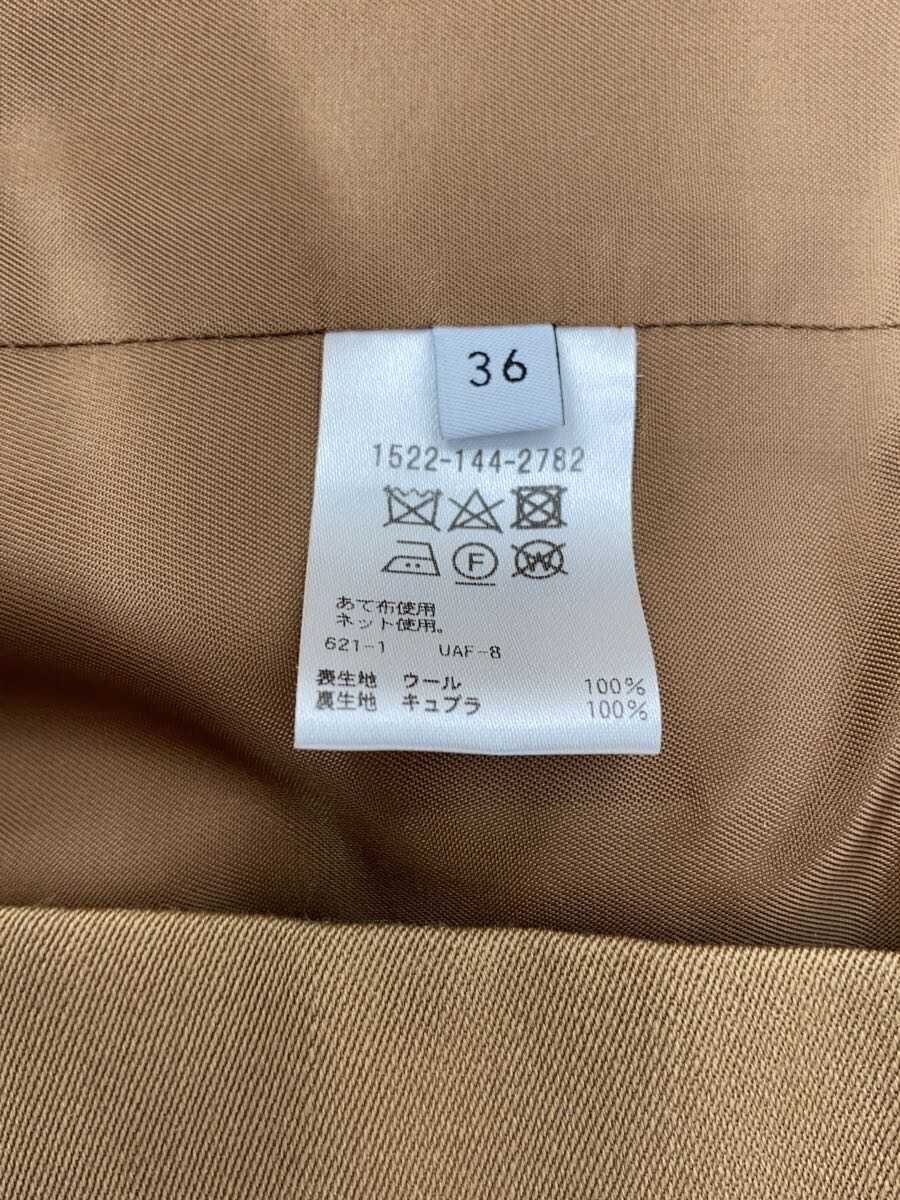 36
1522-144-2782
F W
あて布使用
ネット使用。
621-1 UAF-8
表生地 ウール 100%
裏生地 キュプラ 100%